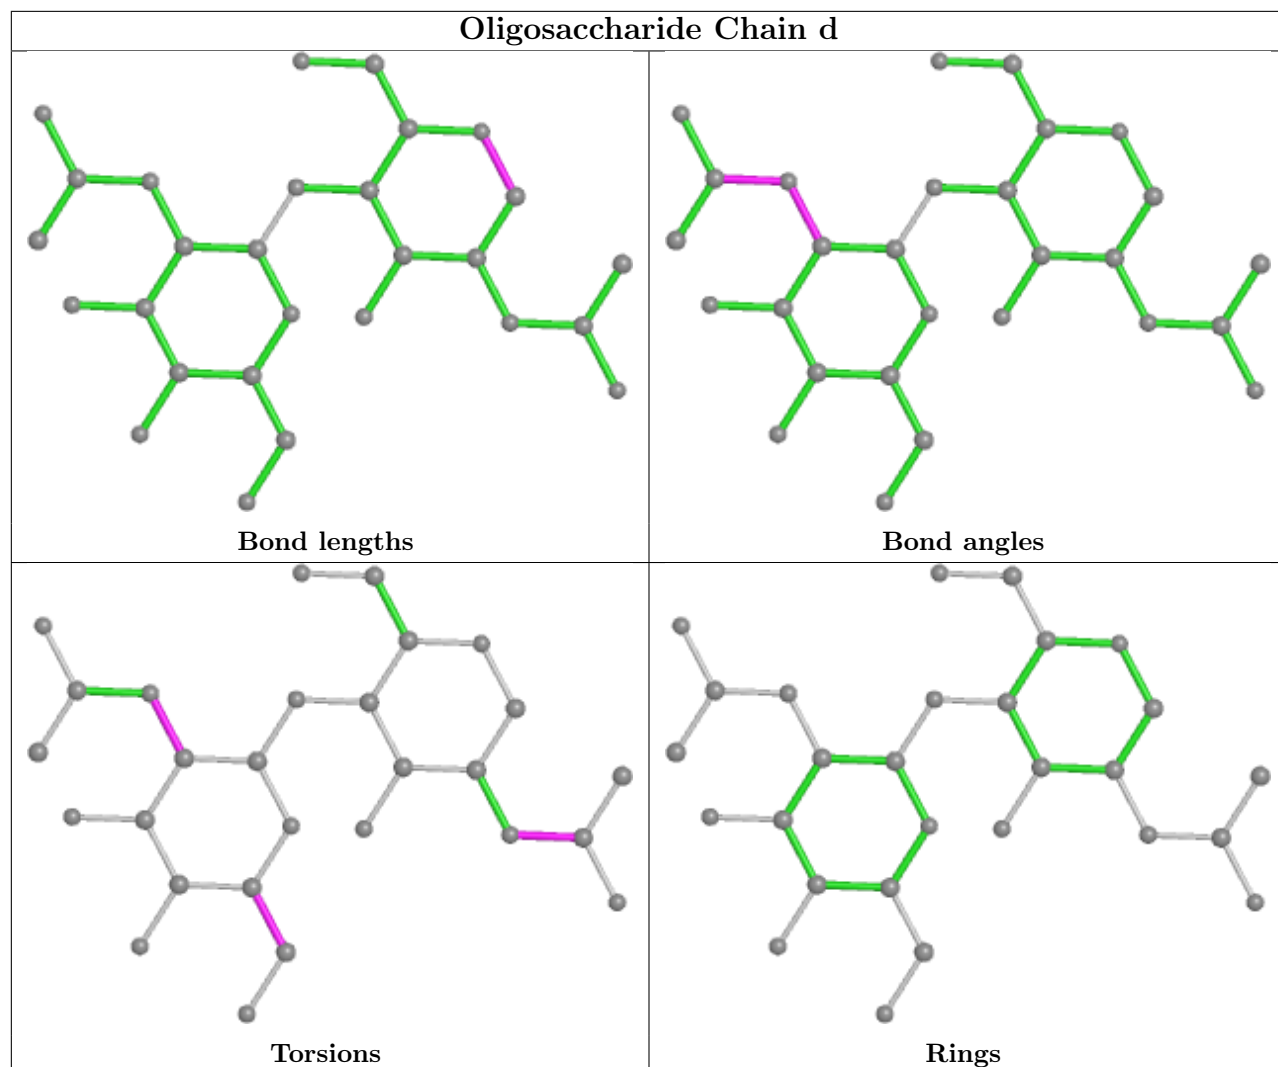 Oligosaccharide Chain d
Bond lengths
Bond angles
Torsions
Rings